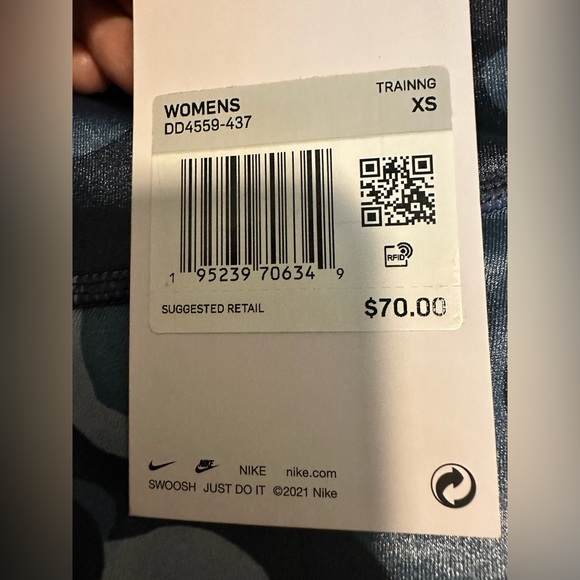 WOMENS TRAINNG
DD4559-437 XS
1 95239 70634 9
RFID
SUGGESTED RETAIL $70.00
NIKE NIKE nike.com
SWOOSH JUST DO IT ©2021 Nike